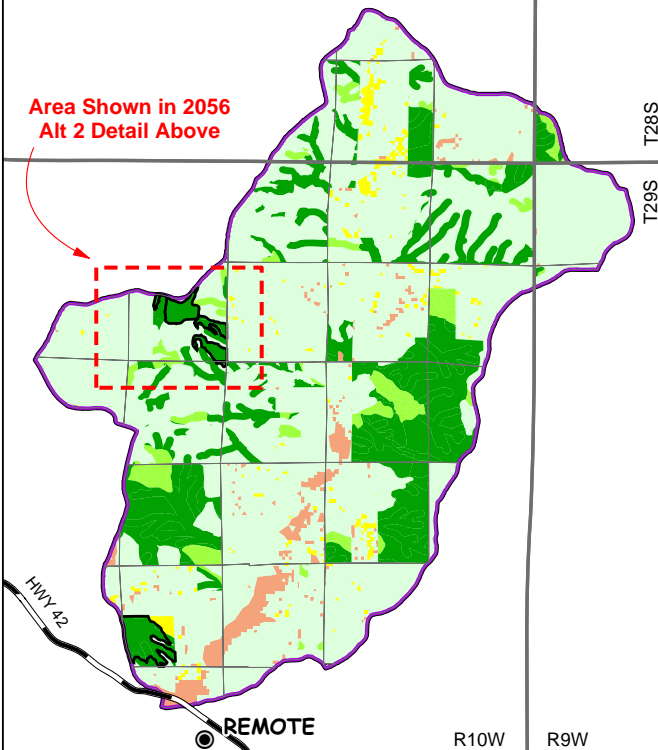 Area Shown in 2056
Alt 2 Detail Above
T28S
T29S
HWY 42
REMOTE
R10W
R9W